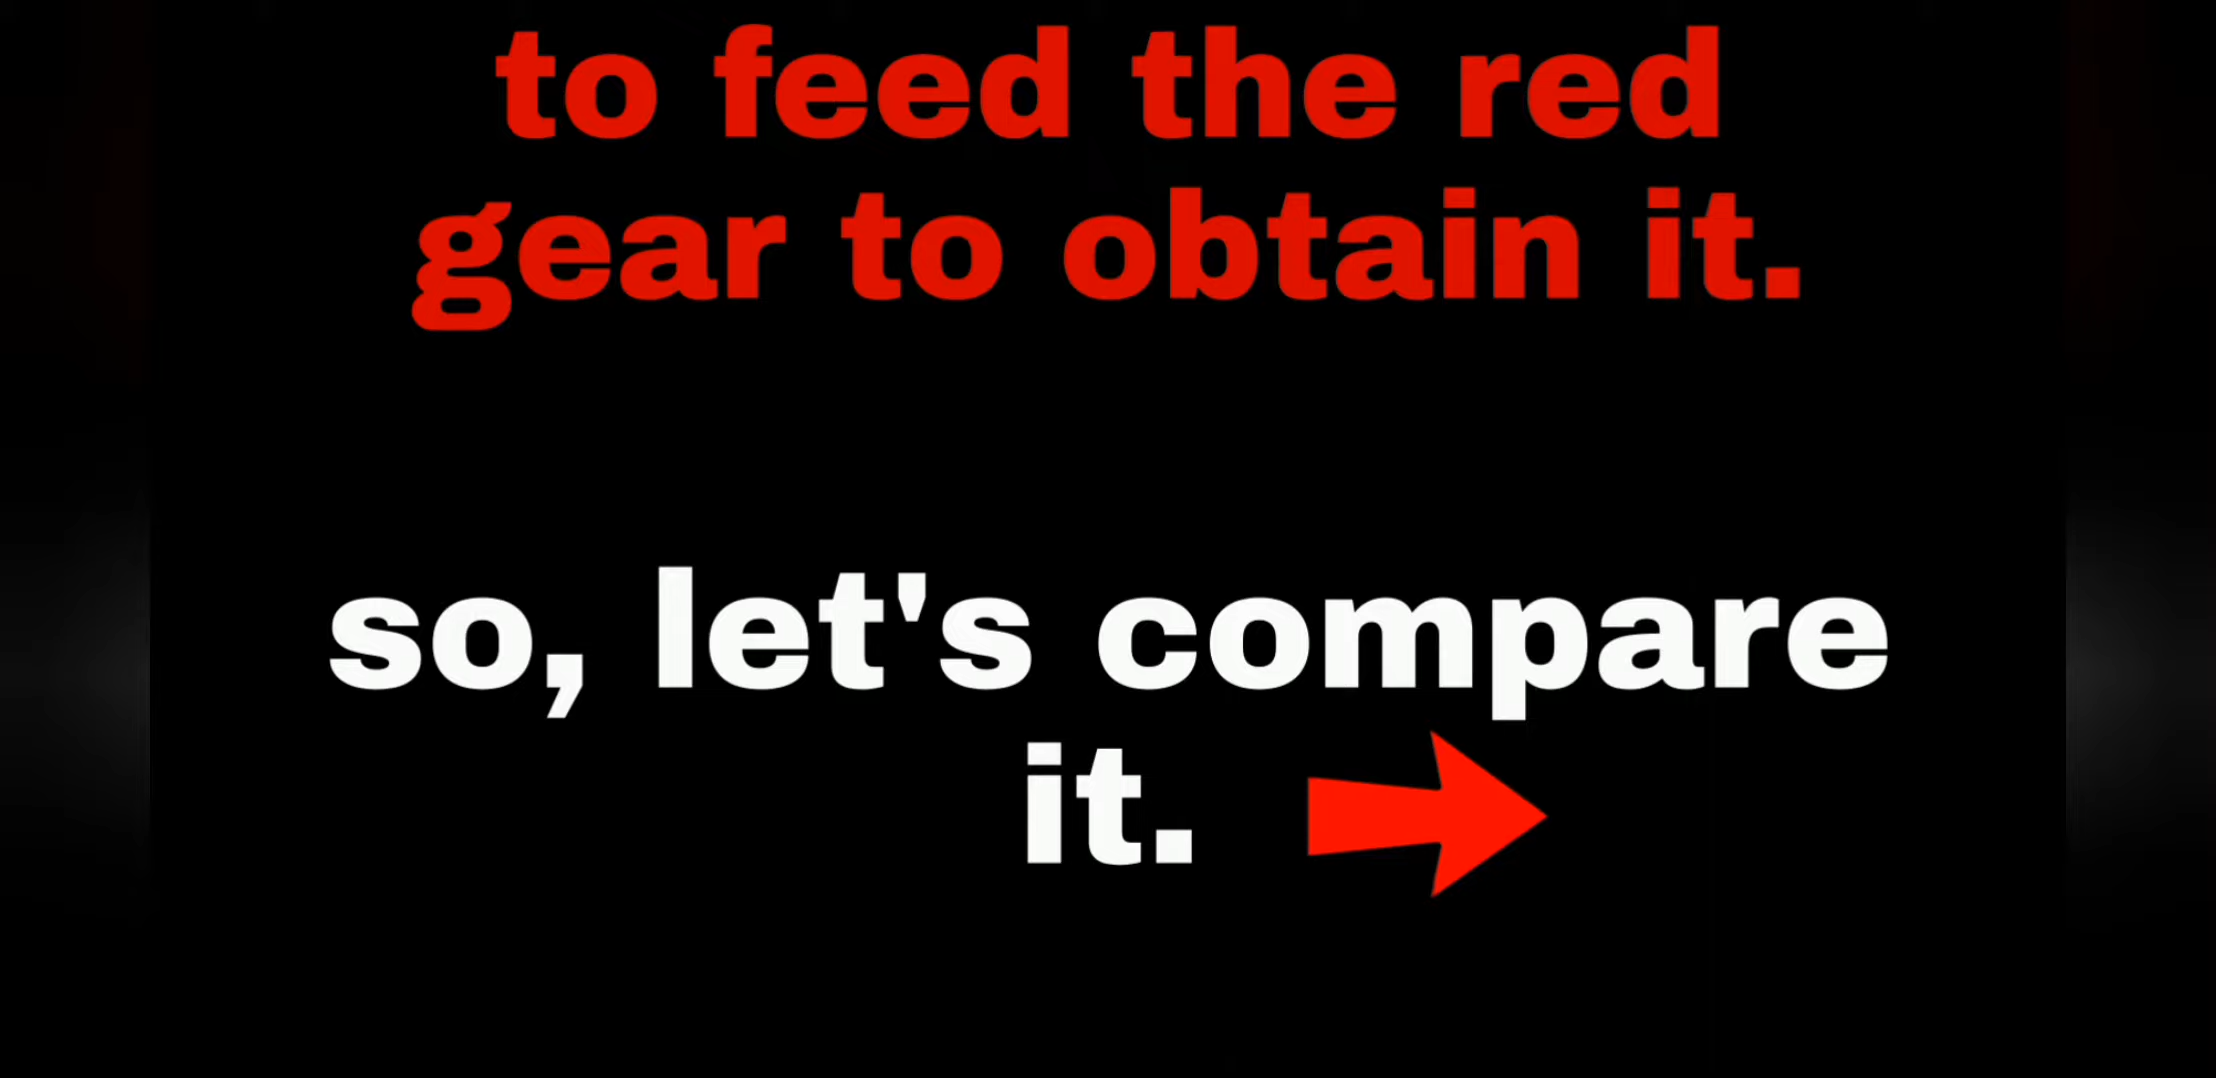 to feed the red
gear to obtain it.
so, let's compare
it.